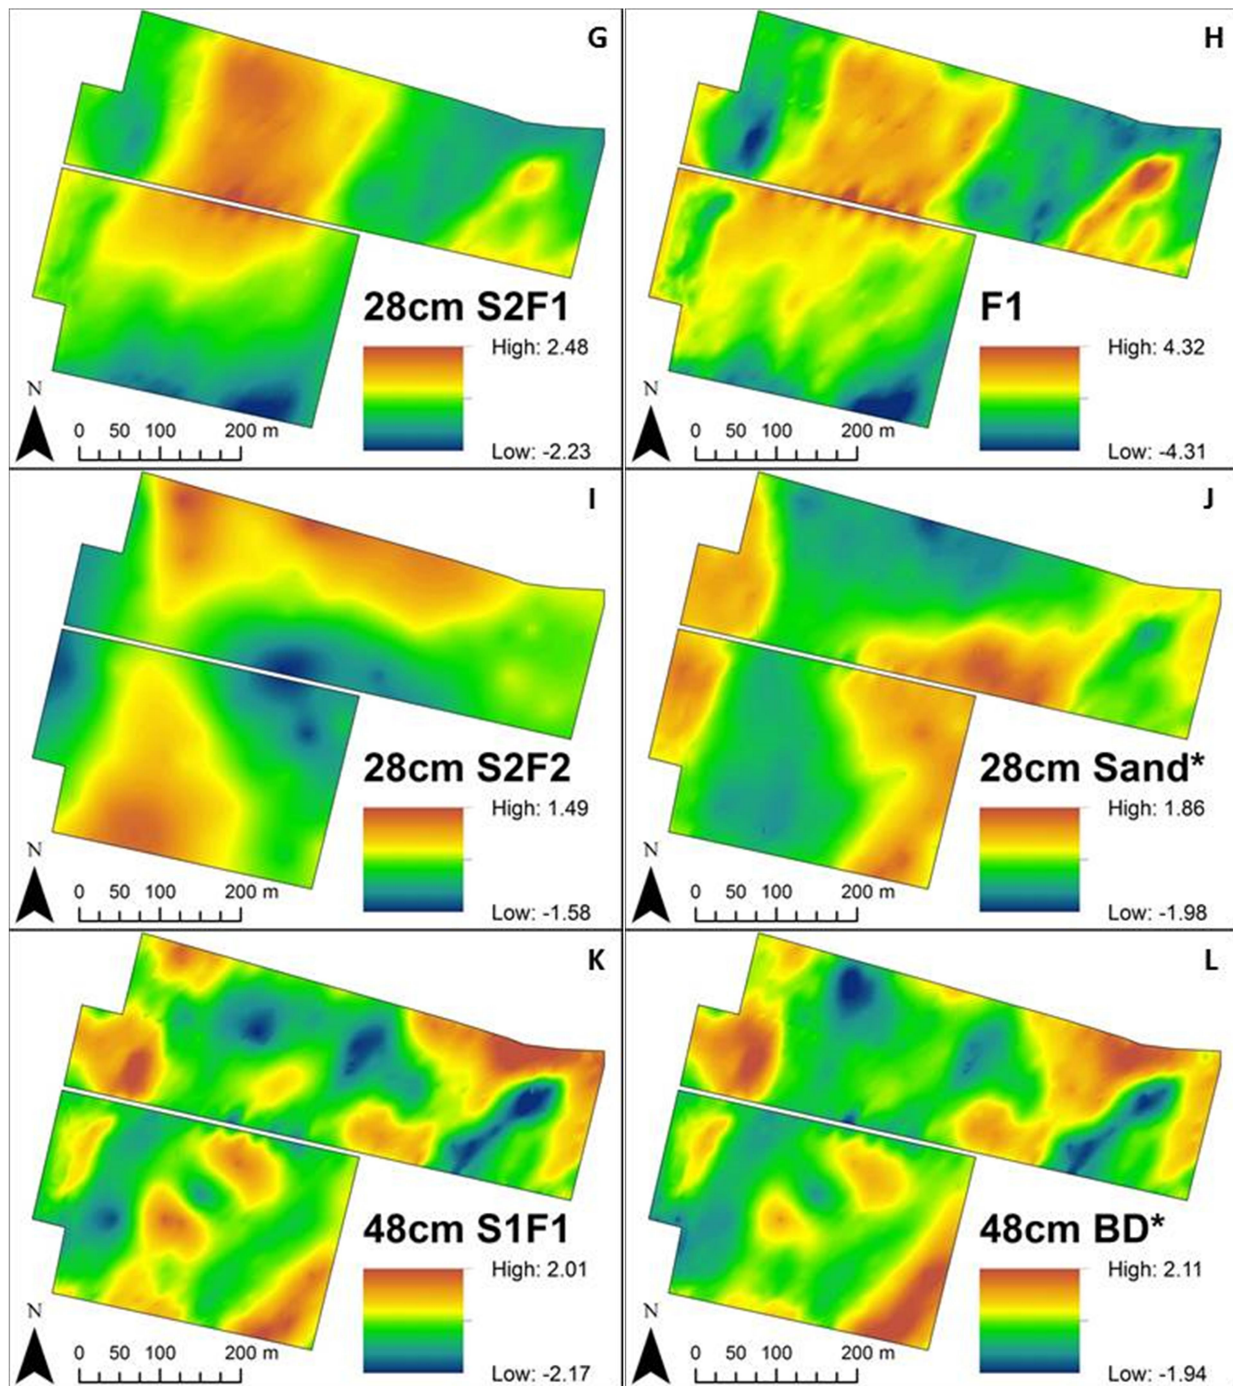 G
28cm S2F1
High: 2.48
Low: -2.23
N
0 50 100 200 m
H
F1
High: 4.32
Low: -4.31
N
0 50 100 200 m
I
28cm S2F2
High: 1.49
Low: -1.58
N
0 50 100 200 m
J
28cm Sand*
High: 1.86
Low: -1.98
N
0 50 100 200 m
K
48cm S1F1
High: 2.01
Low: -2.17
N
0 50 100 200 m
L
48cm BD*
High: 2.11
Low: -1.94
N
0 50 100 200 m